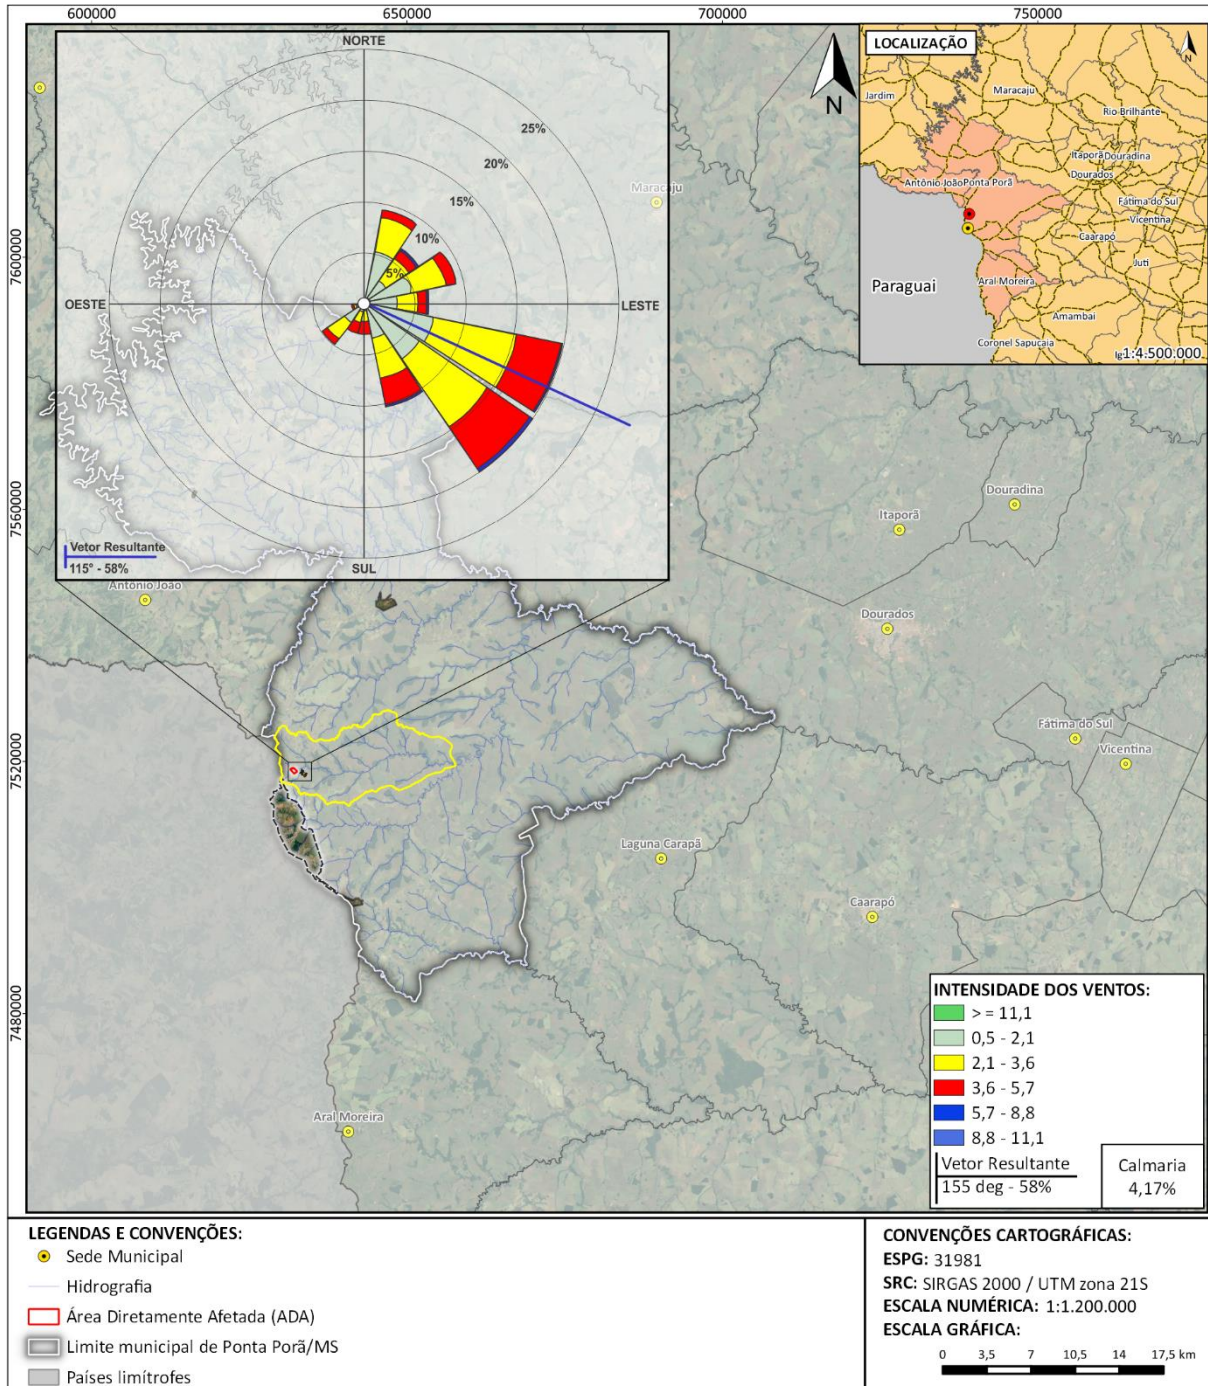 600000
650000
700000
750000
7600000
7560000
7520000
7480000
NORTE
25%
20%
15%
10%
5%
OESTE
LESTE
SUL
Vetor Resultante
115° - 58%
N
Maracaju
LOCALIZAÇÃO
N
Jardim
Maracaju
Rio Brilhante
Itaporã
Douradina
Dourados
Antônio João
Ponta Porã
Fátima do Sul
Vicentina
Caarapó
Juti
Paraguai
Aral Moreira
Amambai
Coronel Sapucaia
1:4.500.000
Antônio João
Douradina
Itaporã
Dourados
Fátima do Sul
Vicentina
Laguna Carapã
Caarapó
Aral Moreira
INTENSIDADE DOS VENTOS:
> = 11,1
0,5 - 2,1
2,1 - 3,6
3,6 - 5,7
5,7 - 8,8
8,8 - 11,1
Vetor Resultante
155 deg - 58%
Calmaria
4,17%
LEGENDAS E CONVENÇÕES:
Sede Municipal
Hidrografia
Área Diretamente Afetada (ADA)
Limite municipal de Ponta Porã/MS
Países limítrofes
CONVENÇÕES CARTOGRÁFICAS:
ESPG: 31981
SRC: SIRGAS 2000 / UTM zona 21S
ESCALA NUMÉRICA: 1:1.200.000
ESCALA GRÁFICA:
0 3,5 7 10,5 14 17,5 km